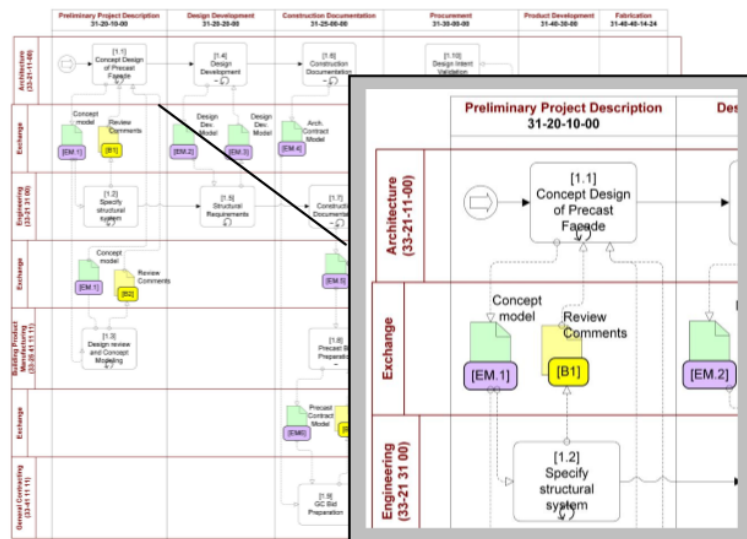 Preliminary Project Description
31-20-10-00
Design Development
31-20-20-00
Construction Documentation
31-25-00-00
Procurement
31-30-00-00
Product Development
31-40-30-00
Fabrication
31-40-40-14-24
Architecture
(33-21-11-00)
[1.1]
Concept Design
of Precast
Facade
[1.4]
Design
Development
[1.6]
Construction
Documentation
[1.10]
Design Intent
Validation
Exchange
Concept
model
[EM.1]
Review
Comments
[B1]
Design
Dev.
Model
[EM.2]
Design
Dev.
Model
[EM.3]
Arch.
Contract
Model
[EM.4]
Engineering
(33-21 31 00)
[1.2]
Specify
structural
system
[1.5]
Structural
Requirements
[1.7]
Construction
Exchange
Concept
model
[EM.1]
Review
Comments
[B2]
[EM.5]
Building Product
Manufacturing
[1.3]
Design review
and Concept
Modeling
[1.8]
Precast B
Preparation
Exchange
Precast
Contract
Model
[EM6]
General Contracting
(33-41 11 11)
[1.9]
GC Bid
Preparation
Preliminary Project Description
31-20-10-00
Des
Architecture
(33-21-11-00)
[1.1]
Concept Design
of Precast
Facade
Exchange
Concept
model
[EM.1]
Review
Comments
[B1]
[EM.2]
Engineering
(33-21 31 00)
[1.2]
Specify
structural
system